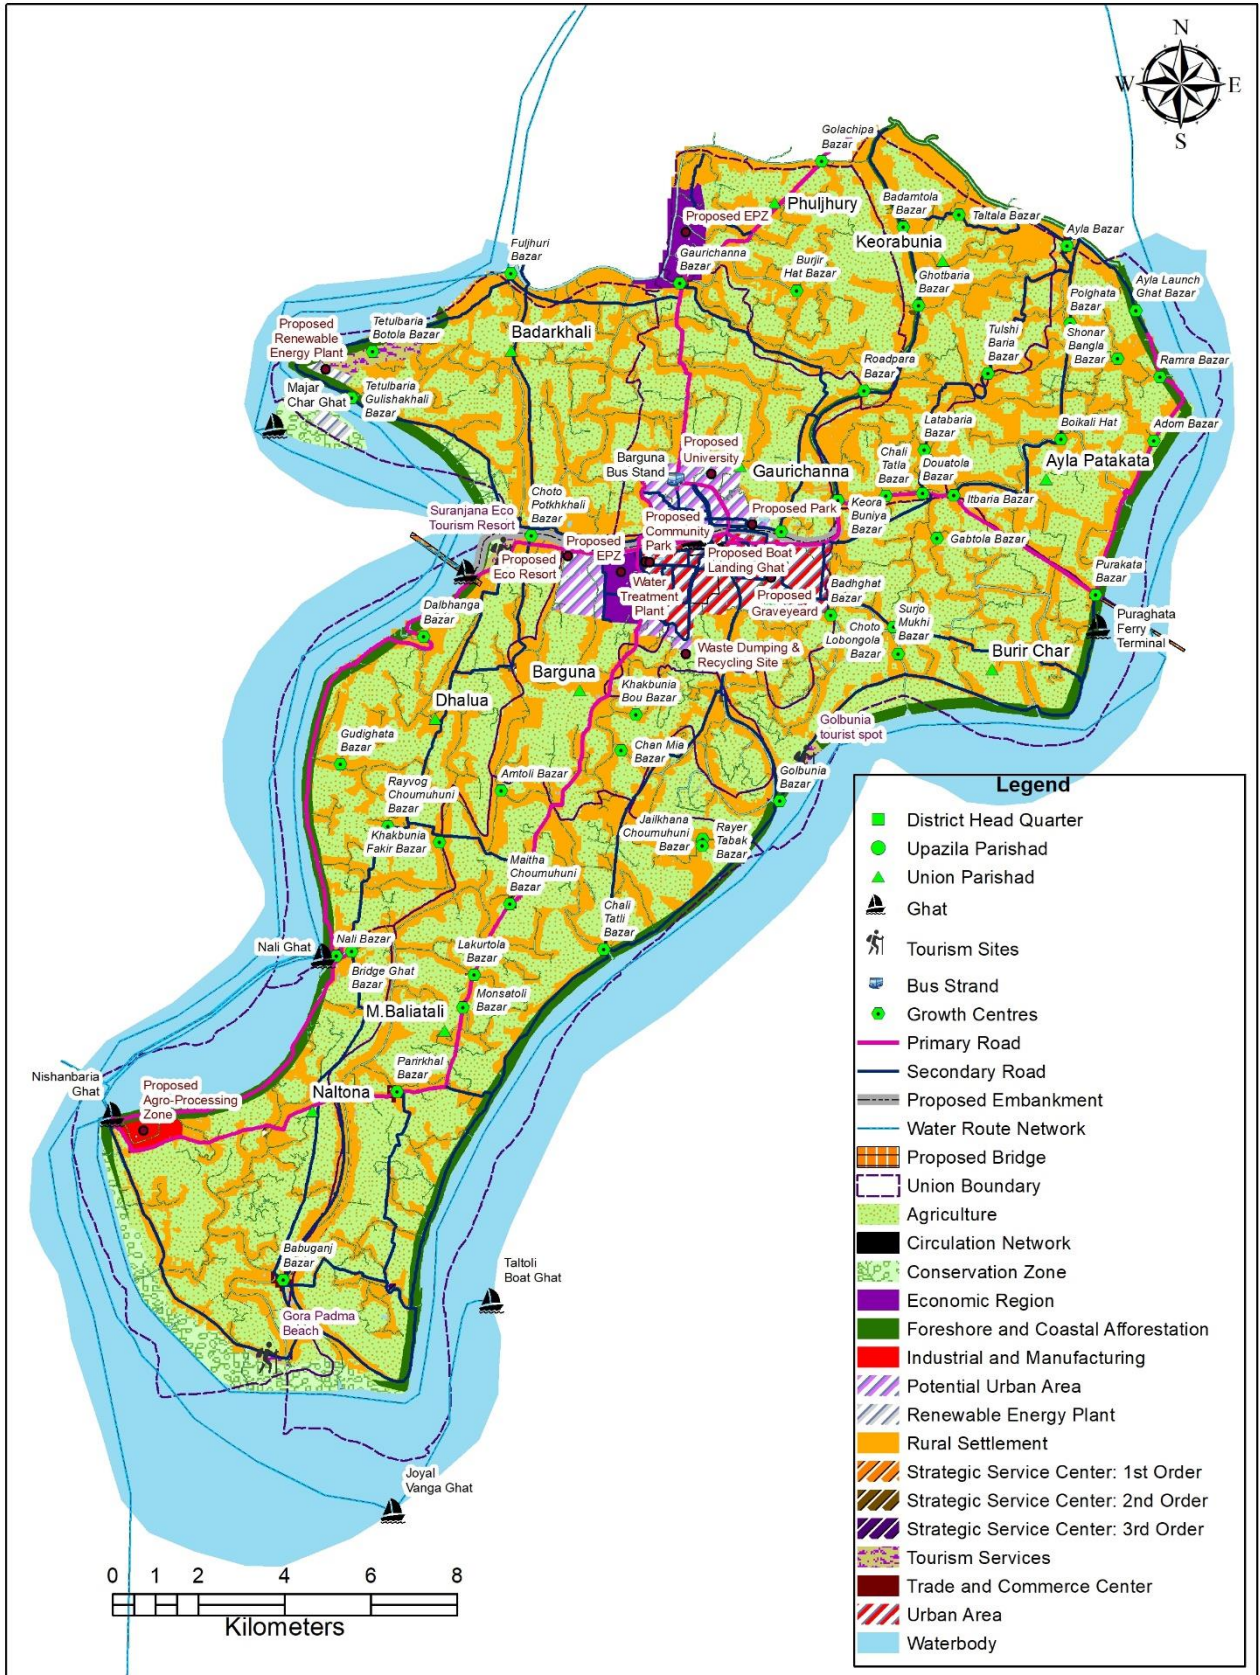 N
W
E
S
Golachipa
Bazar
Badamtola
Bazar
Phuljhury
Proposed EPZ
Taltala Bazar
Keorabunia
Ayla Bazar
Fuljhuri
Bazar
Gaurichanna
Bazar
Burjir
Hat Bazar
Ghotbaria
Bazar
Polghata
Bazar
Ayla Launch
Ghat Bazar
Proposed
Renewable
Energy Plant
Tetulbaria
Botola Bazar
Badarkhali
Tulshi
Baria
Bazar
Shonar
Bangla
Bazar
Ramra Bazar
Majar
Char Ghat
Tetulbaria
Gulishakhali
Bazar
Roadpara
Bazar
Latabaria
Bazar
Boikali Hat
Adom Bazar
Barguna
Bus Stand
Proposed
University
Gaurichanna
Chali
Tatla
Bazar
Douatola
Bazar
Ayla Patakata
Suranjana Eco
Tourism Resort
Choto
Potkhkhali
Bazar
Keora
Buniya
Bazar
Itbaria Bazar
Proposed
Community
Park
Proposed Park
Gabtola Bazar
Proposed
Eco Resort
Proposed
EPZ
Proposed Boat
Landing Ghat
Water
Treatment
Plant
Proposed
Graveyeard
Badhghat
Bazar
Purakata
Bazar
Dalbhanga
Bazar
Choto
Lobongola
Bazar
Surjo
Mukhi
Bazar
Puraghata
Ferry
Terminal
Waste Dumping &
Recycling Site
Burir Char
Barguna
Khakbunia
Bou Bazar
Dhalua
Golbunia
tourist spot
Gudighata
Bazar
Chan Mia
Bazar
Rayvog
Choumuhuni
Bazar
Amtoli Bazar
Golbunia
Bazar
Khakbunia
Fakir Bazar
Jailkhana
Choumuhuni
Bazar
Rayer
Tabak
Bazar
Maitha
Choumuhuni
Bazar
Chali
Tatli
Bazar
Nali Ghat
Nali Bazar
Bridge Ghat
Bazar
Lakurtola
Bazar
M.Baliatali
Monsatoli
Bazar
Parirkhal
Bazar
Nishanbaria
Ghat
Proposed
Agro-Processing
Zone
Naltona
Babuganj
Bazar
Taltoli
Boat Ghat
Gora Padma
Beach
Joyal
Vanga Ghat
0 1 2 4 6 8
Kilometers
Legend
District Head Quarter
Upazila Parishad
Union Parishad
Ghat
Tourism Sites
Bus Strand
Growth Centres
Primary Road
Secondary Road
Proposed Embankment
Water Route Network
Proposed Bridge
Union Boundary
Agriculture
Circulation Network
Conservation Zone
Economic Region
Foreshore and Coastal Afforestation
Industrial and Manufacturing
Potential Urban Area
Renewable Energy Plant
Rural Settlement
Strategic Service Center: 1st Order
Strategic Service Center: 2nd Order
Strategic Service Center: 3rd Order
Tourism Services
Trade and Commerce Center
Urban Area
Waterbody